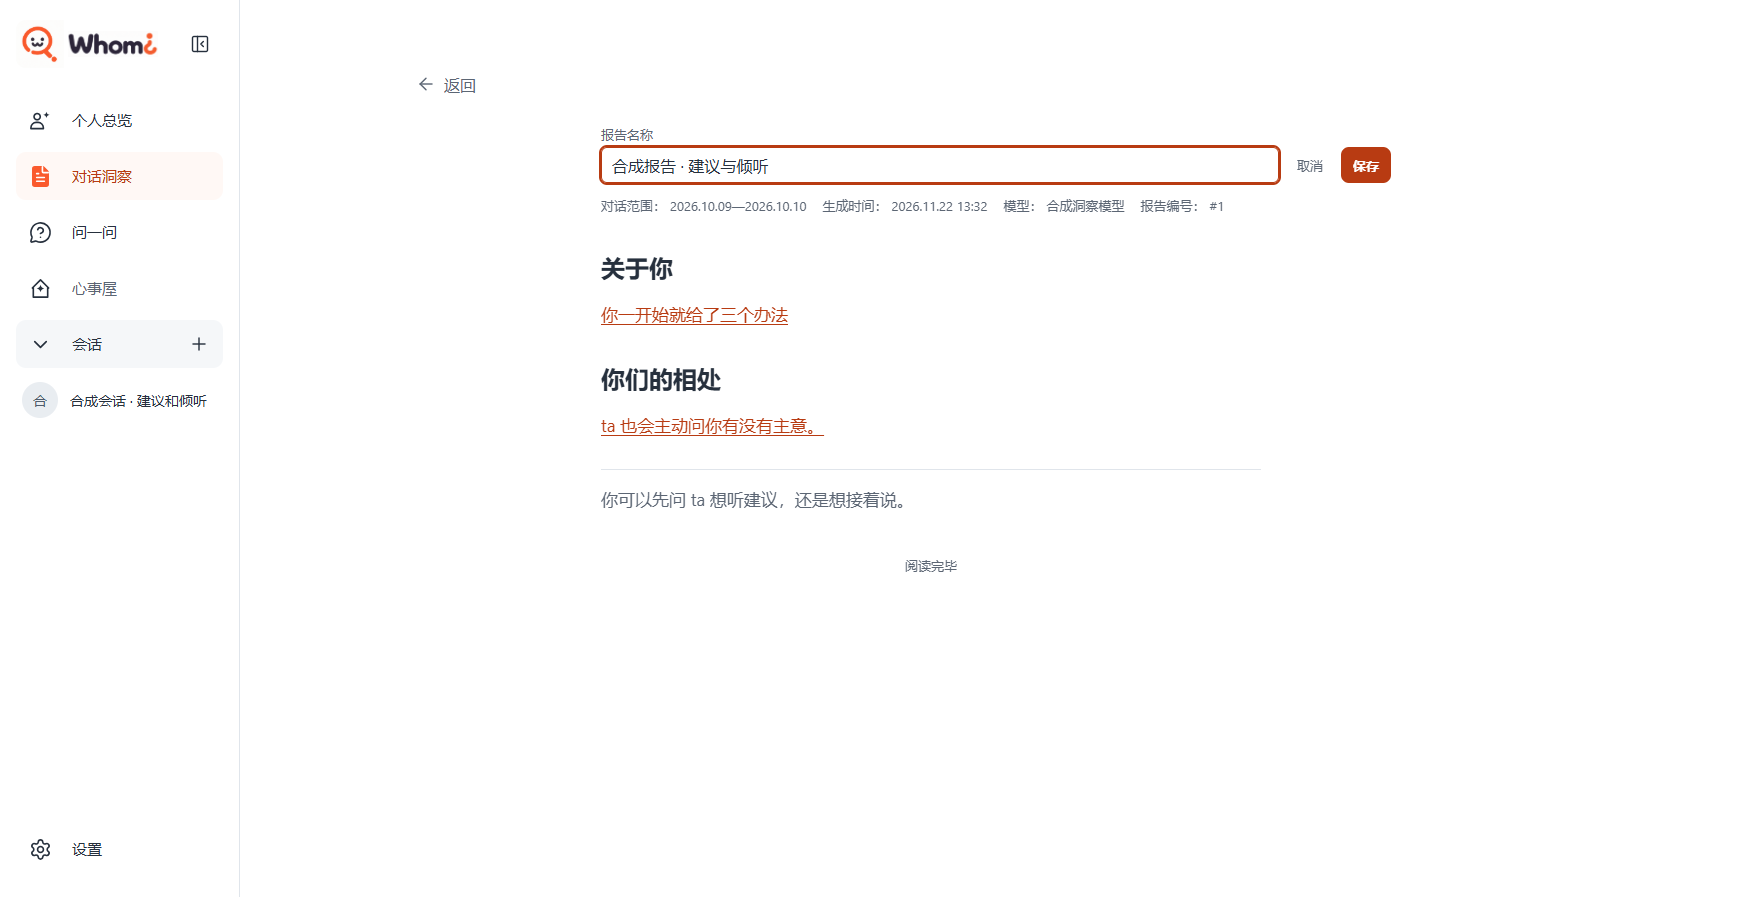 Whomi
个人总览
对话洞察
问一问
心事屋
会话
合 合成会话 · 建议和倾听
设置
返回
报告名称
合成报告 · 建议与倾听 取消 保存
对话范围： 2026.10.09—2026.10.10 生成时间： 2026.11.22 13:32 模型： 合成洞察模型 报告编号： #1
关于你
你一开始就给了三个办法
你们的相处
ta 也会主动问你有没有主意。
你可以先问 ta 想听建议，还是想接着说。
阅读完毕